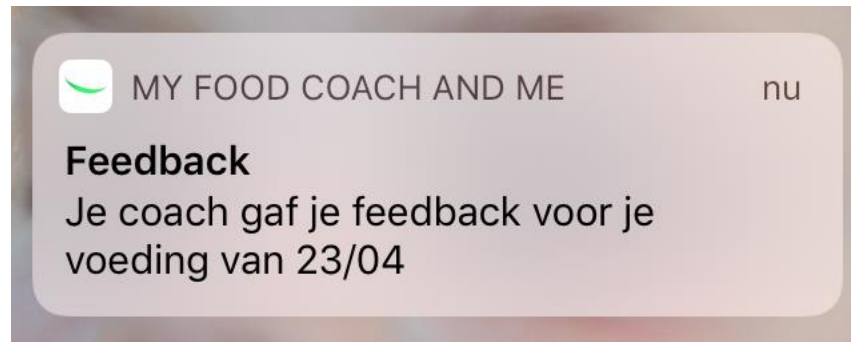 MY FOOD COACH AND ME nu
Feedback
Je coach gaf je feedback voor je
voeding van 23/04